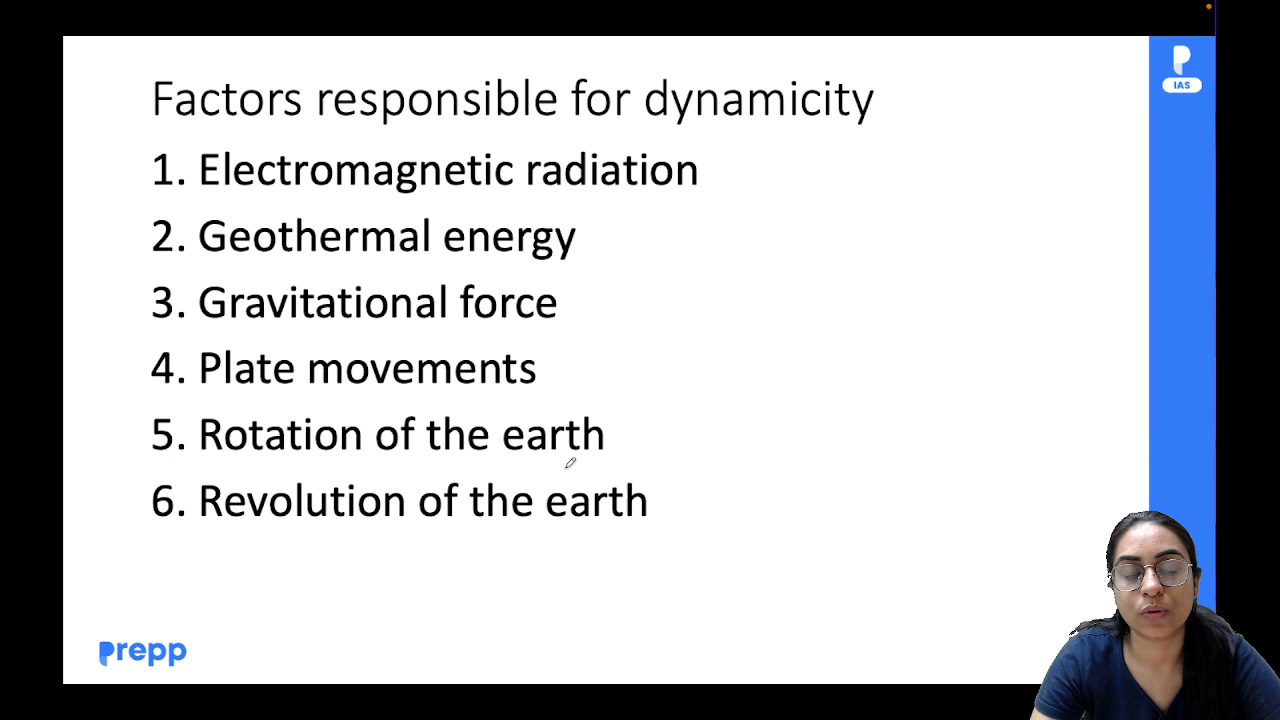 Factors responsible for dynamicity
1. Electromagnetic radiation
2. Geothermal energy
3. Gravitational force
4. Plate movements
5. Rotation of the earth
6. Revolution of the earth
IAS
prepp